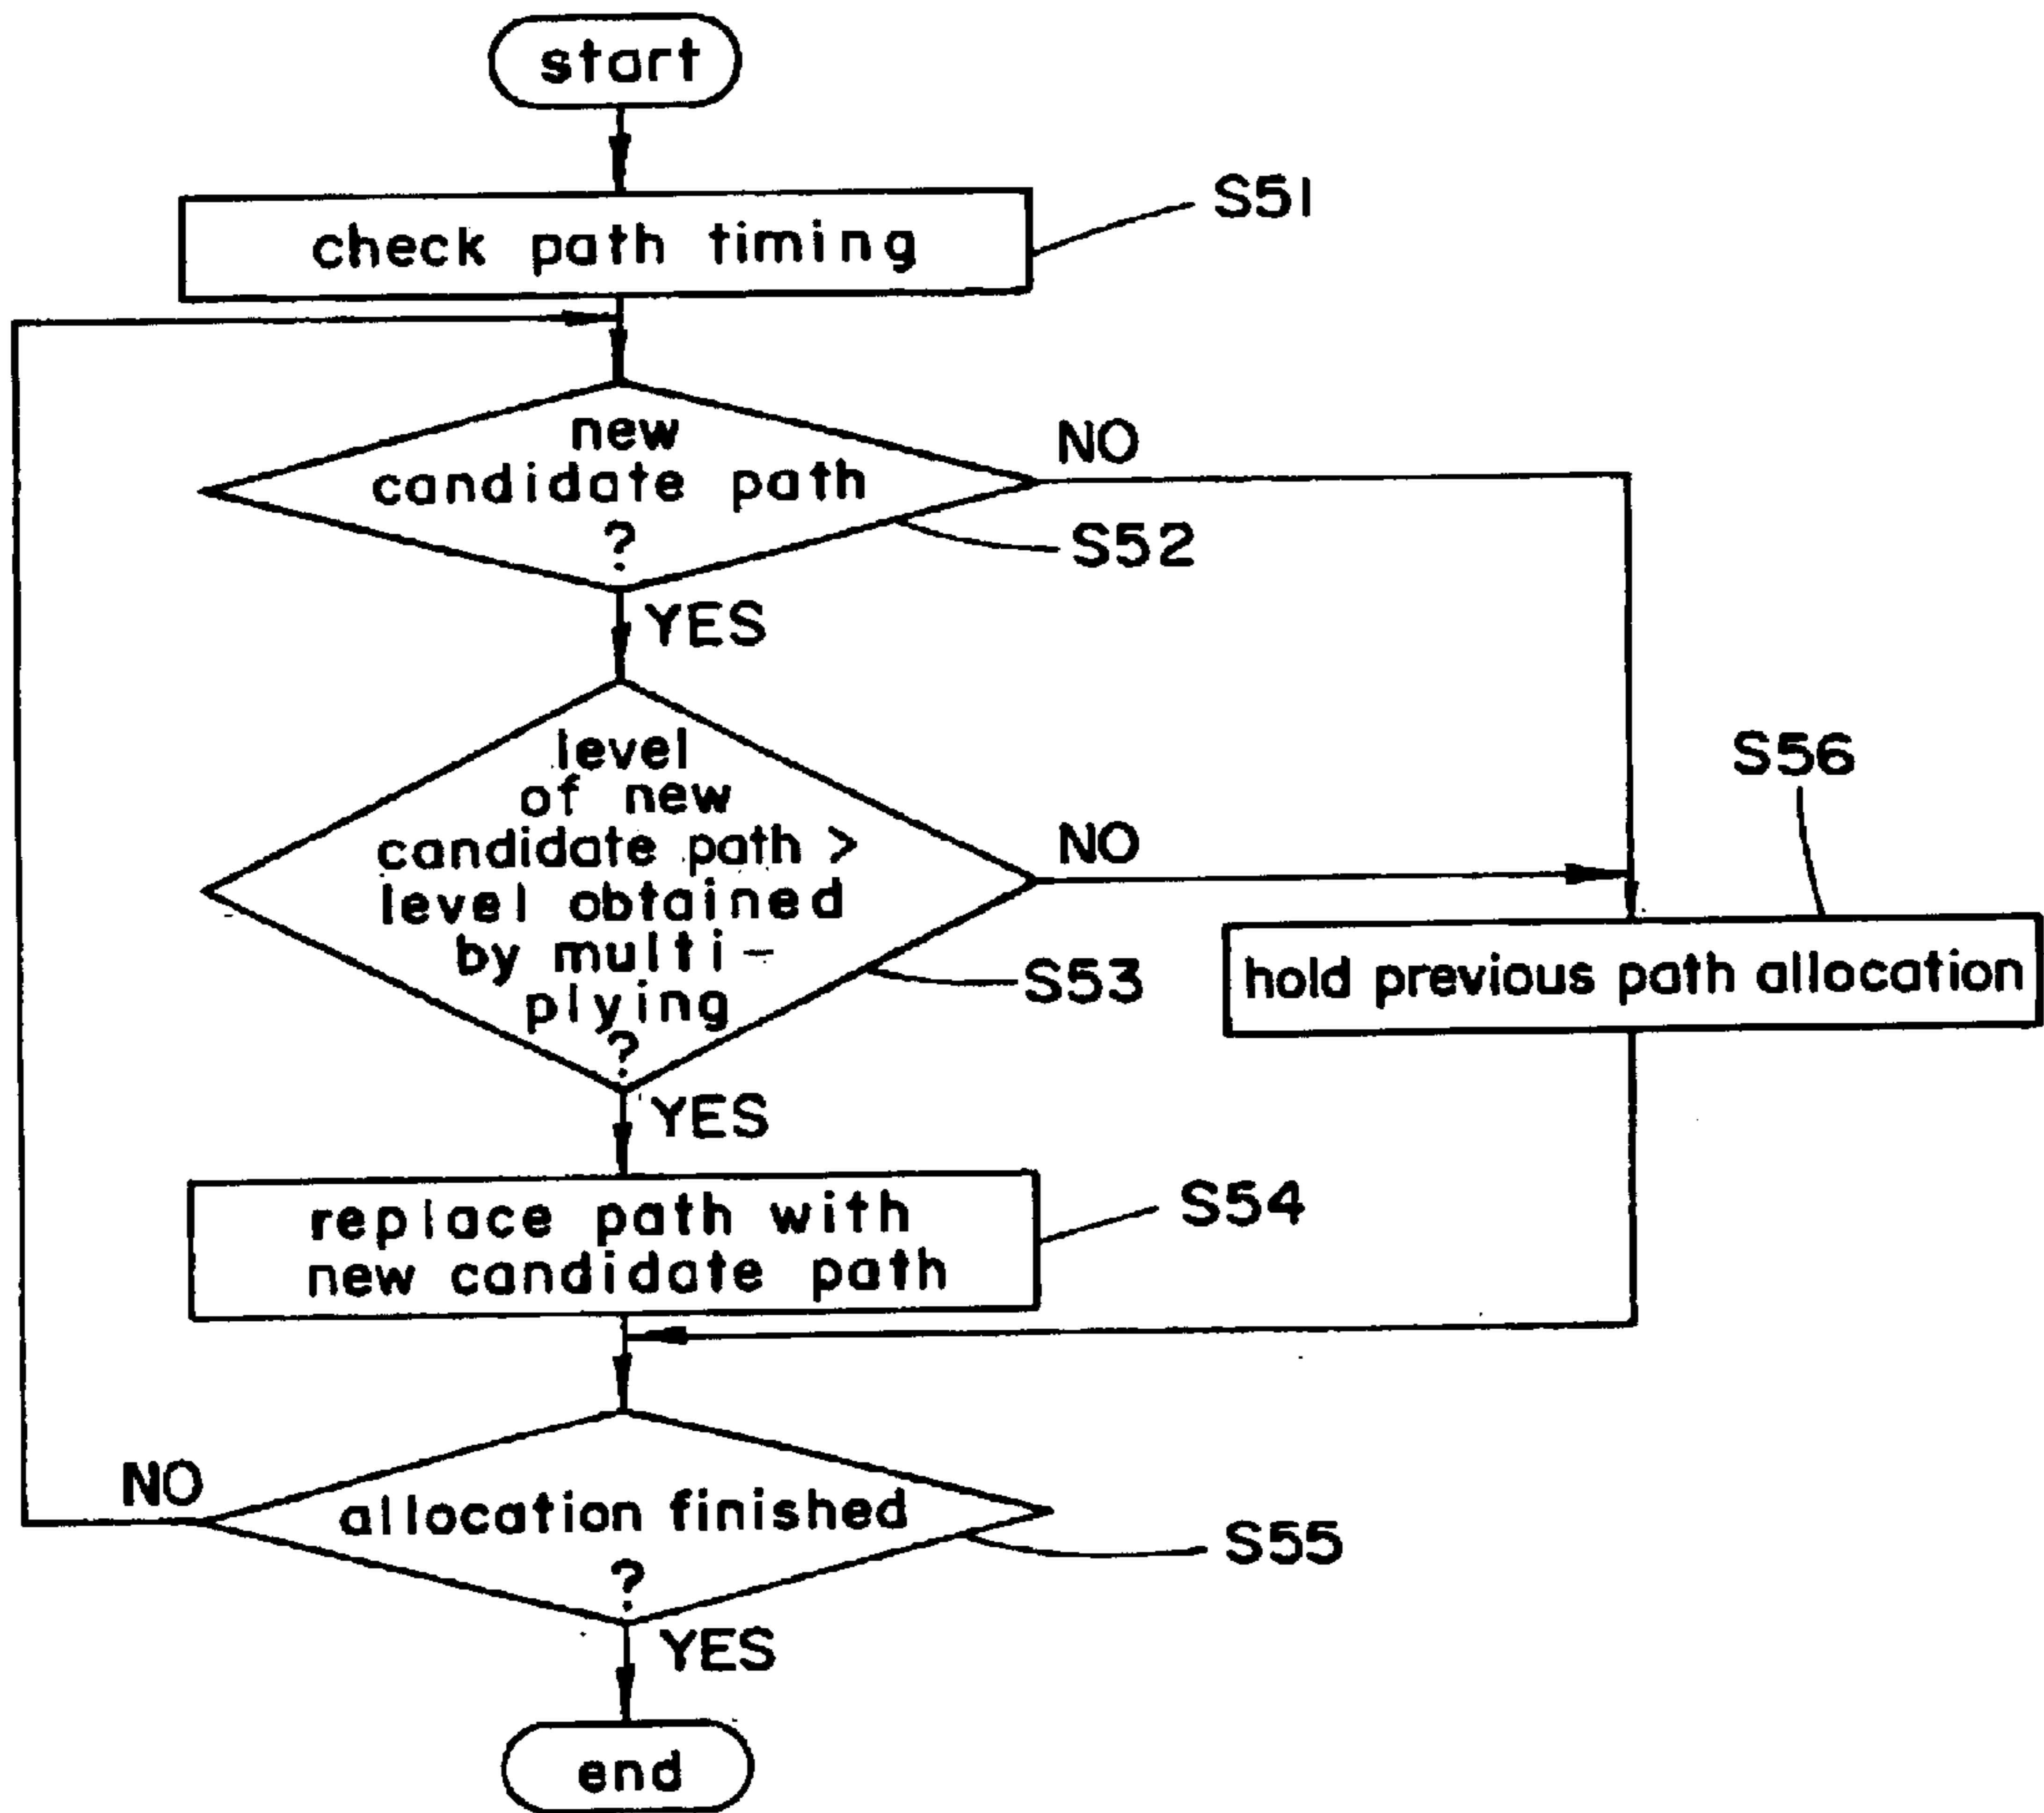 start
check path timing
S51
new
candidate path
?
NO
S52
YES
level
of new
candidate path >
level obtained
by multi-
plying
?
NO
S53
S56
hold previous path allocation
YES
replace path with
new candidate path
S54
allocation finished
?
NO
S55
YES
end